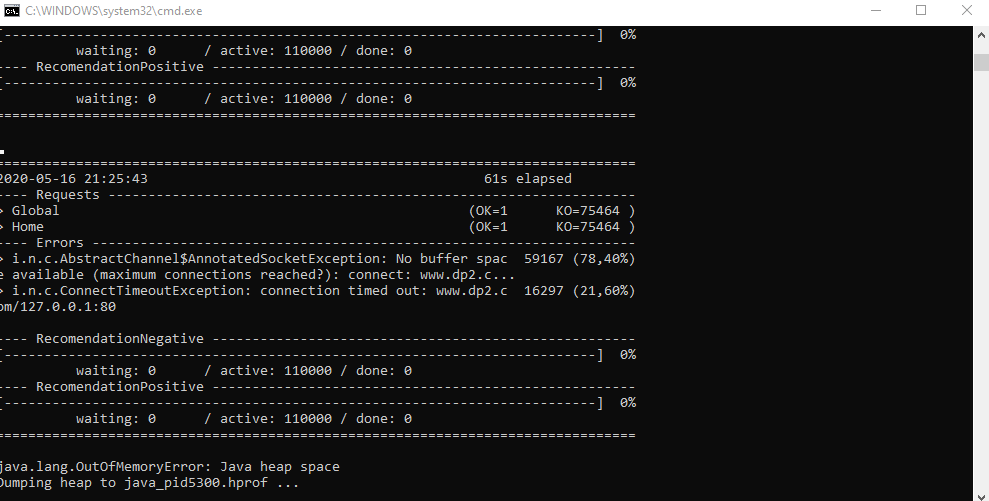 C:\WINDOWS\system32\cmd.exe
[--------------------------------------------------------------------------] 0%
waiting: 0 / active: 110000 / done: 0
---- RecomendationPositive -----------------------------------------------------
[--------------------------------------------------------------------------] 0%
waiting: 0 / active: 110000 / done: 0
================================================================================
================================================================================
2020-05-16 21:25:43 61s elapsed
---- Requests ------------------------------------------------------------------
> Global (OK=1 KO=75464 )
> Home (OK=1 KO=75464 )
---- Errors --------------------------------------------------------------------
> i.n.c.AbstractChannel$AnnotatedSocketException: No buffer spac 59167 (78,40%)
e available (maximum connections reached?): connect: www.dp2.c...
> i.n.c.ConnectTimeoutException: connection timed out: www.dp2.c 16297 (21,60%)
om/127.0.0.1:80
---- RecomendationNegative -----------------------------------------------------
[--------------------------------------------------------------------------] 0%
waiting: 0 / active: 110000 / done: 0
---- RecomendationPositive -----------------------------------------------------
[--------------------------------------------------------------------------] 0%
waiting: 0 / active: 110000 / done: 0
================================================================================
java.lang.OutOfMemoryError: Java heap space
Dumping heap to java_pid5300.hprof ...